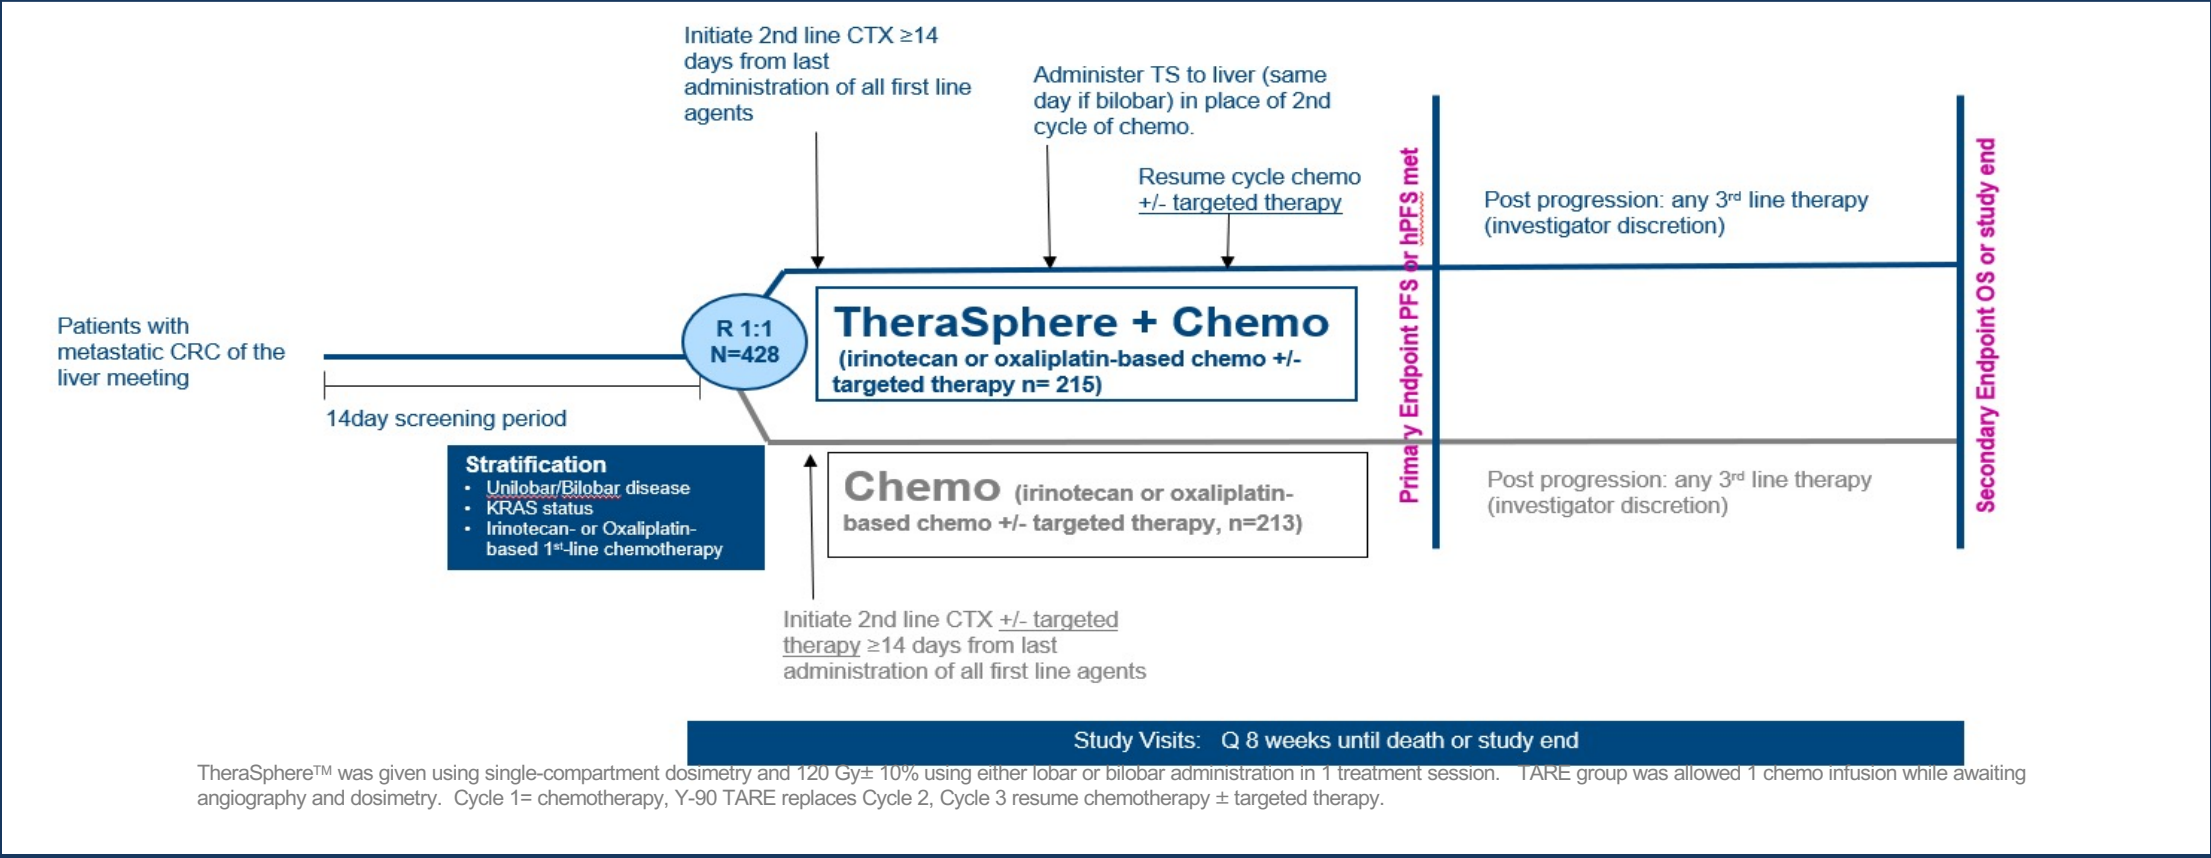 Initiate 2nd line CTX ≥14
days from last
administration of all first line
agents
Administer TS to liver (same
day if bilobar) in place of 2nd
cycle of chemo.
Resume cycle chemo
+/- targeted therapy
Primary Endpoint PFS or hPFS met
Post progression: any 3rd line therapy
(investigator discretion)
Secondary Endpoint OS or study end
Patients with
metastatic CRC of the
liver meeting
14day screening period
R 1:1
N=428
TheraSphere + Chemo
(irinotecan or oxaliplatin-based chemo +/-
targeted therapy n= 215)
Stratification
• Unilobar/Bilobar disease
• KRAS status
• Irinotecan- or Oxaliplatin-
based 1st-line chemotherapy
Chemo (irinotecan or oxaliplatin-
based chemo +/- targeted therapy, n=213)
Post progression: any 3rd line therapy
(investigator discretion)
Initiate 2nd line CTX +/- targeted
therapy ≥14 days from last
administration of all first line agents
Study Visits: Q 8 weeks until death or study end
TheraSphere™ was given using single-compartment dosimetry and 120 Gy± 10% using either lobar or bilobar administration in 1 treatment session. TARE group was allowed 1 chemo infusion while awaiting
angiography and dosimetry. Cycle 1= chemotherapy, Y-90 TARE replaces Cycle 2, Cycle 3 resume chemotherapy ± targeted therapy.